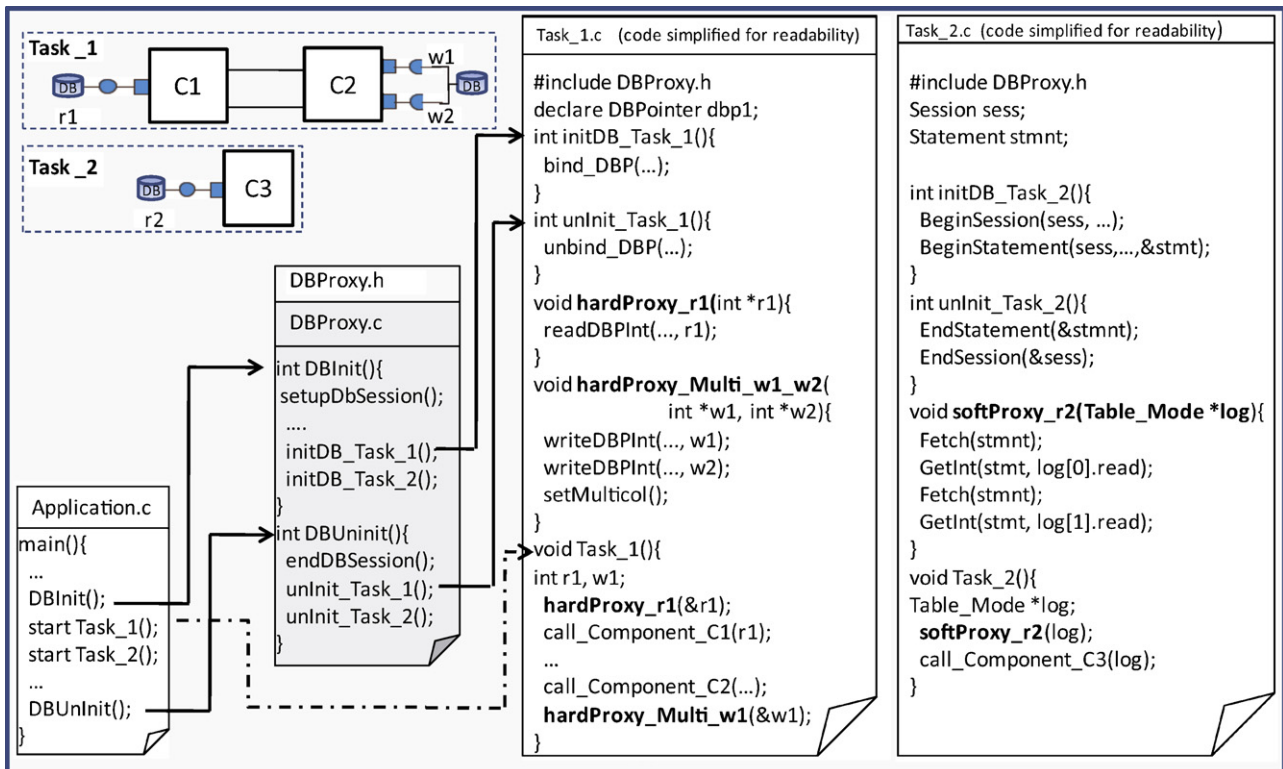 Task _1
DB
r1
C1
C2
w1
DB
w2
Task _2
DB
r2
C3
Application.c
main(){
...
DBInit();
start Task_1();
start Task_2();
...
DBUnInit();
}
DBProxy.h
DBProxy.c
int DBInit(){
setupDbSession();
....
initDB_Task_1();
initDB_Task_2();
}
int DBUninit(){
endDBSession();
unInit_Task_1();
unInit_Task_2();
}
Task_1.c (code simplified for readability)
#include DBProxy.h
declare DBPointer dbp1;
int initDB_Task_1(){
bind_DBP(...);
}
int unInit_Task_1(){
unbind_DBP(...);
}
void hardProxy_r1(int *r1){
readDBPInt(..., r1);
}
void hardProxy_Multi_w1_w2(
int *w1, int *w2){
writeDBPInt(..., w1);
writeDBPInt(..., w2);
setMulticol();
}
void Task_1(){
int r1, w1;
hardProxy_r1(&r1);
call_Component_C1(r1);
...
call_Component_C2(...);
hardProxy_Multi_w1(&w1);
}
Task_2.c (code simplified for readability)
#include DBProxy.h
Session sess;
Statement stmnt;
int initDB_Task_2(){
BeginSession(sess, ...);
BeginStatement(sess,...,&stmt);
}
int unInit_Task_2(){
EndStatement(&stmnt);
EndSession(&sess);
}
void softProxy_r2(Table_Mode *log){
Fetch(stmnt);
GetInt(stmt, log[0].read);
Fetch(stmnt);
GetInt(stmt, log[1].read);
}
void Task_2(){
Table_Mode *log;
softProxy_r2(log);
call_Component_C3(log);
}